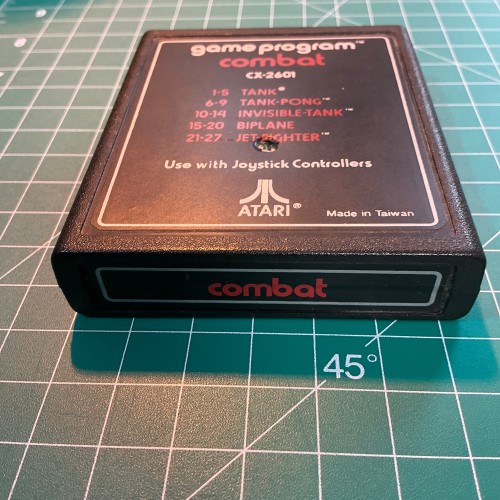 game program™
combat
CX-2601
1-5 TANK®
6-9 TANK-PONG™
10-14 INVISIBLE-TANK™
15-20 BIPLANE
21-27 JET-FIGHTER™
Use with Joystick Controllers
ATARI®
Made in Taiwan
combat
45°